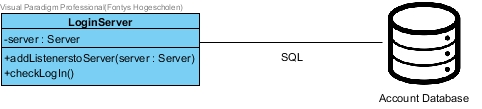 Visual Paradigm Professional(Fontys Hogescholen)
LoginServer
-server : Server
+addListenerstoServer(server : Server)
+checkLogIn()
SQL
Account Database